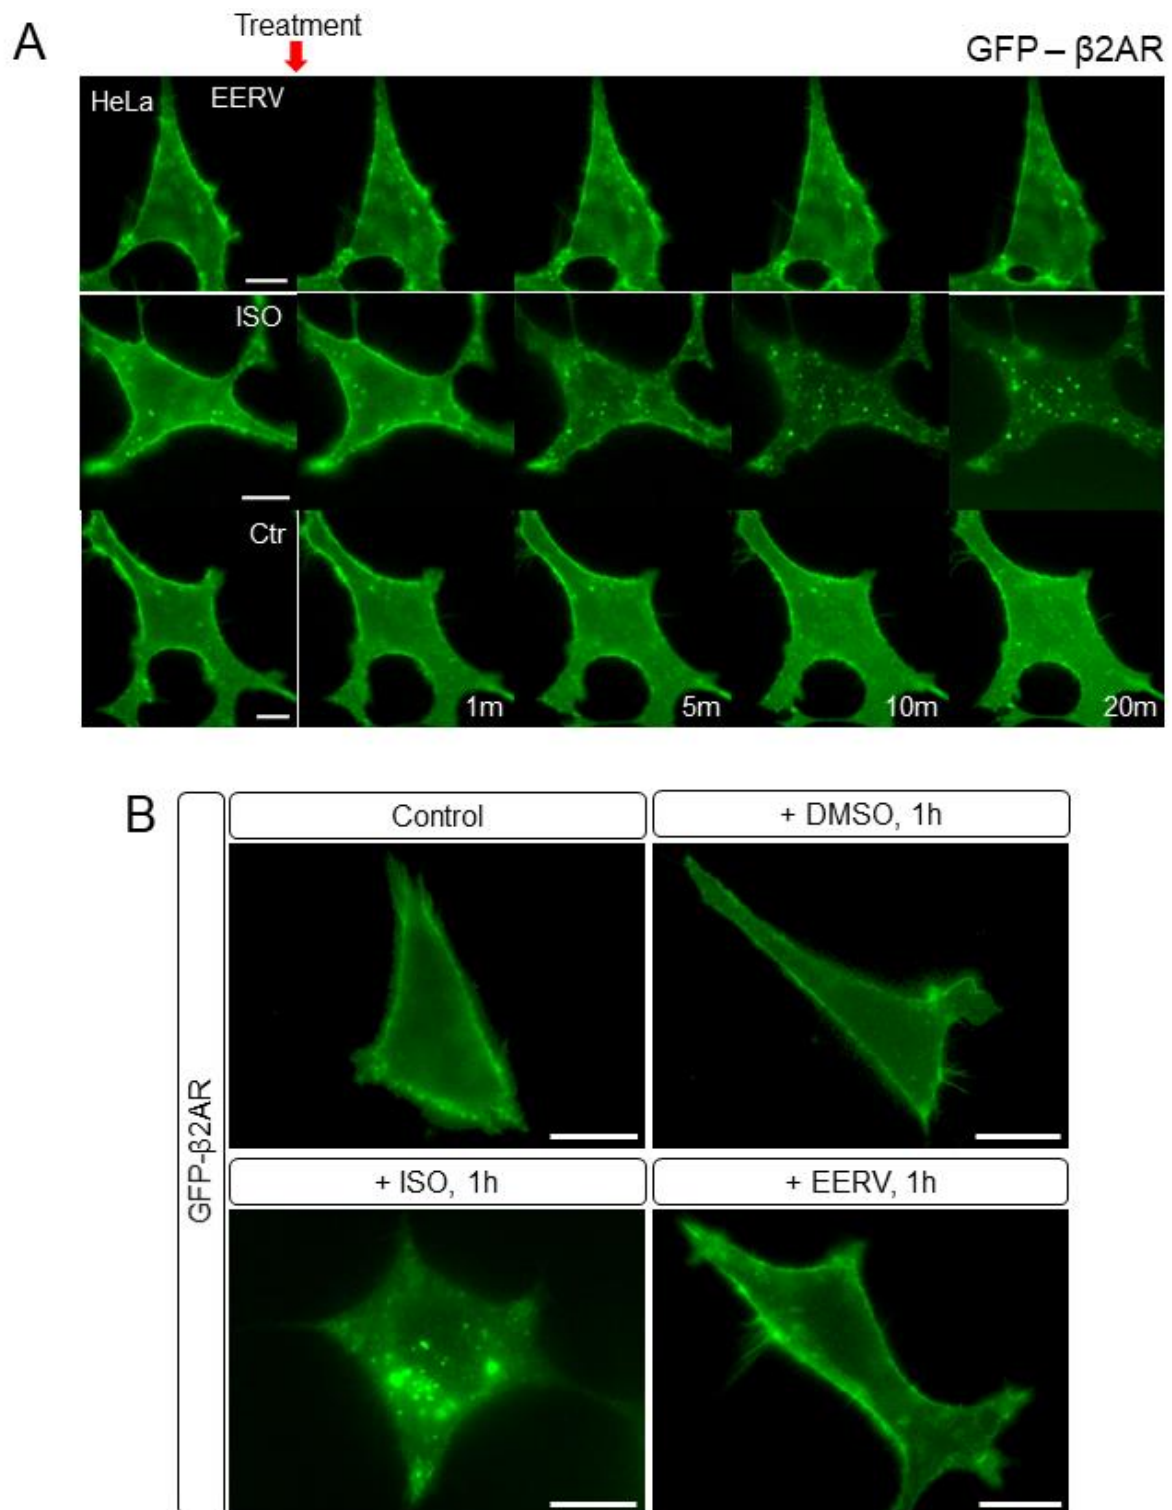 A
Treatment
GFP – β2AR
HeLa
EERV
ISO
Ctr
1m
5m
10m
20m
B
GFP-β2AR
Control
+ DMSO, 1h
+ ISO, 1h
+ EERV, 1h